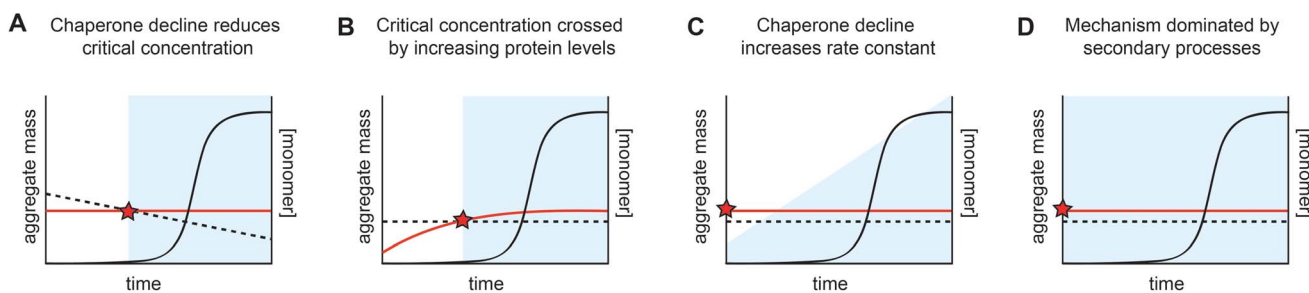 A Chaperone decline reduces
critical concentration
aggregate mass
[monomer]
time
B Critical concentration crossed
by increasing protein levels
aggregate mass
[monomer]
time
C Chaperone decline
increases rate constant
aggregate mass
[monomer]
time
D Mechanism dominated by
secondary processes
aggregate mass
[monomer]
time